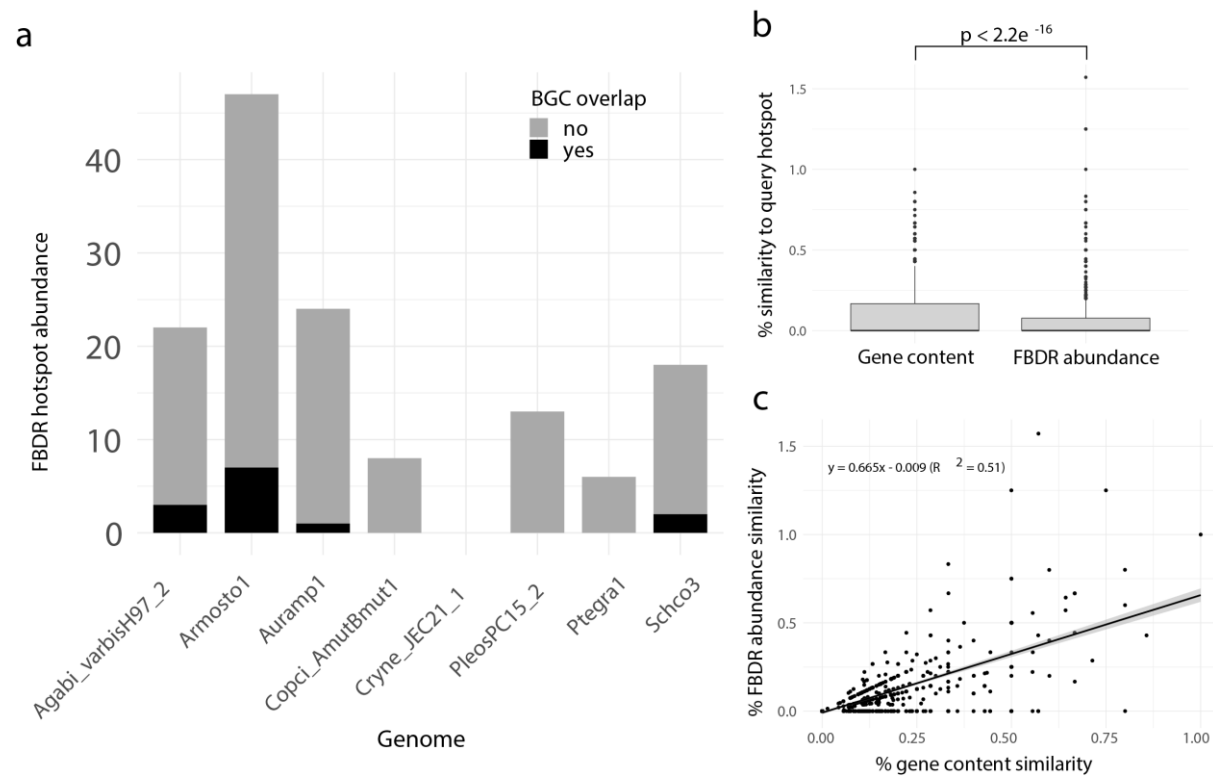 a
FBDR hotspot abundance
40
30
20
10
0
BGC overlap
no
yes
Agabi_varbisH97_2
Armosto1
Auramp1
Copci_AmutBmut1
Cryne_JEC21_1
PleosPC15_2
Ptegra1
Schco3
Genome
b
p < 2.2e -16
% similarity to query hotspot
1.5
1.0
0.5
0.0
Gene content FBDR abundance
c
% FBDR abundance similarity
1.5
y = 0.665x - 0.009 (R 2 = 0.51)
1.0
0.5
0.0
0.00 0.25 0.50 0.75 1.00
% gene content similarity